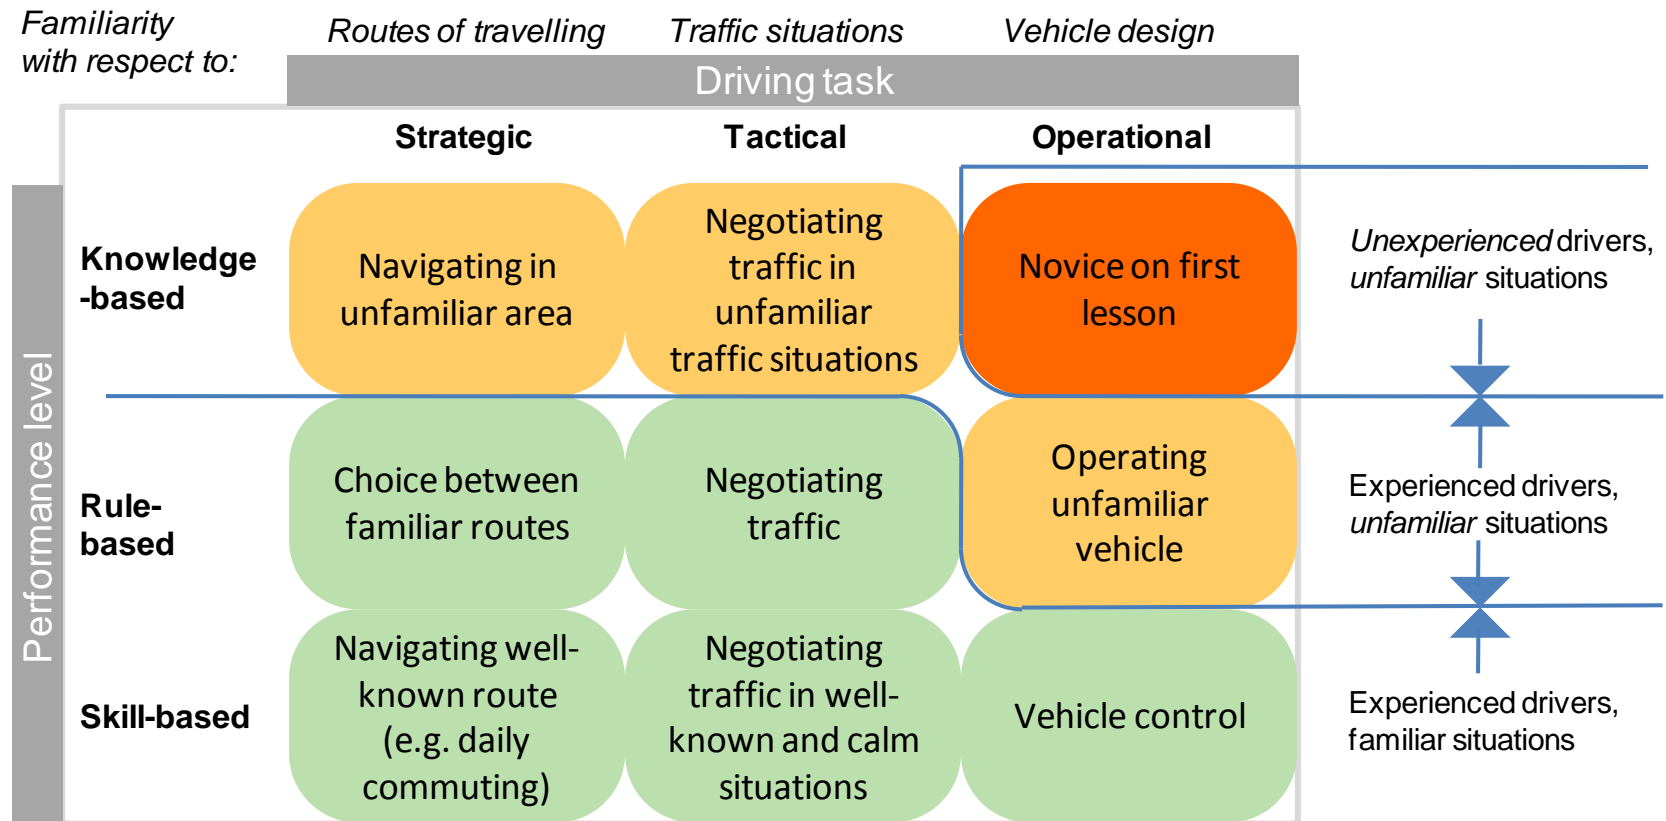 Familiarity
with respect to:
Routes of travelling
Traffic situations
Vehicle design
Driving task
Strategic
Tactical
Operational
Performance level
Knowledge
-based
Navigating in
unfamiliar area
Negotiating
traffic in
unfamiliar
traffic situations
Novice on first
lesson
Unexperienced drivers,
unfamiliar situations
Rule-
based
Choice between
familiar routes
Negotiating
traffic
Operating
unfamiliar
vehicle
Experienced drivers,
unfamiliar situations
Skill-based
Navigating well-
known route
(e.g. daily
commuting)
Negotiating
traffic in well-
known and calm
situations
Vehicle control
Experienced drivers,
familiar situations